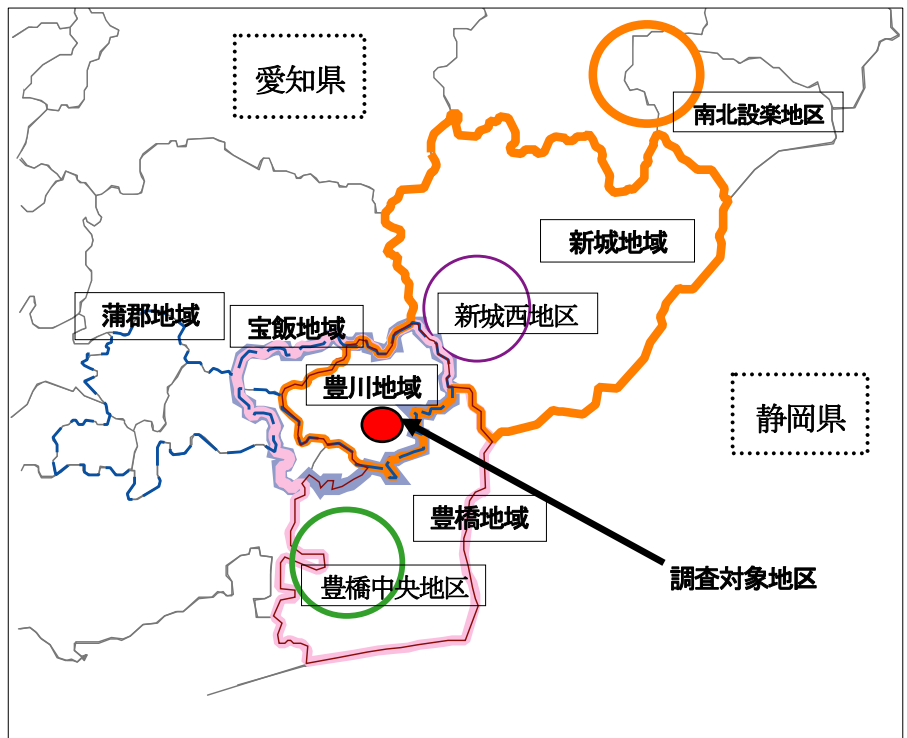 愛知県
南北設楽地区
新城地域
蒲郡地域
宝飯地域
新城西地区
豊川地域
静岡県
豊橋地域
豊橋中央地区
調査対象地区